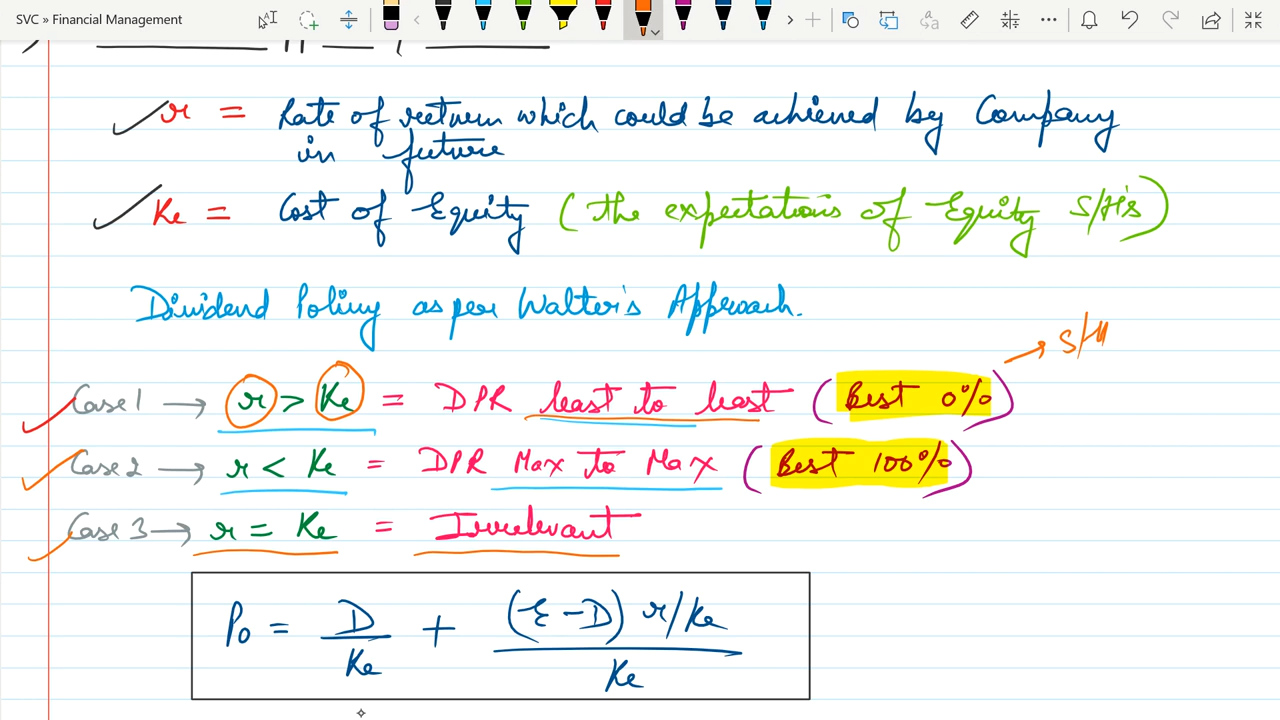 SVC » Financial Management
r = Rate of return which could be achieved by Company
in future
Ke = Cost of Equity (the expectations of Equity S/H's)
Dividend Policy as per Walter's Approach.
→ S/H
Case 1 → r > Ke = DPR least to least (Best 0%)
Case 2 → r < Ke = DPR Max To Max (Best 100%)
Case 3 → r = Ke = Irrelevant
P0 = D/Ke + (E-D) r/Ke / Ke